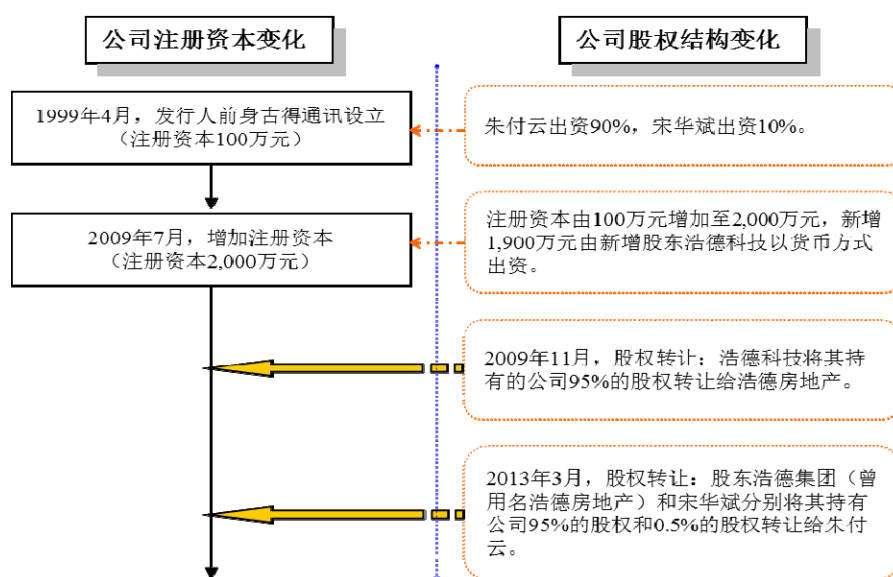 公司注册资本变化
公司股权结构变化
1999年4月，发行人前身古得通讯设立
（注册资本100万元）
朱付云出资90%，宋华斌出资10%。
2009年7月，增加注册资本
（注册资本2,000万元）
注册资本由100万元增加至2,000万元，新增
1,900万元由新增股东浩德科技以货币方式
出资。
2009年11月，股权转让：浩德科技将其持
有的公司95%的股权转让给浩德房地产。
2013年3月，股权转让：股东浩德集团（曾
用名浩德房地产）和宋华斌分别将其持有
公司95%的股权和0.5%的股权转让给朱付
云。